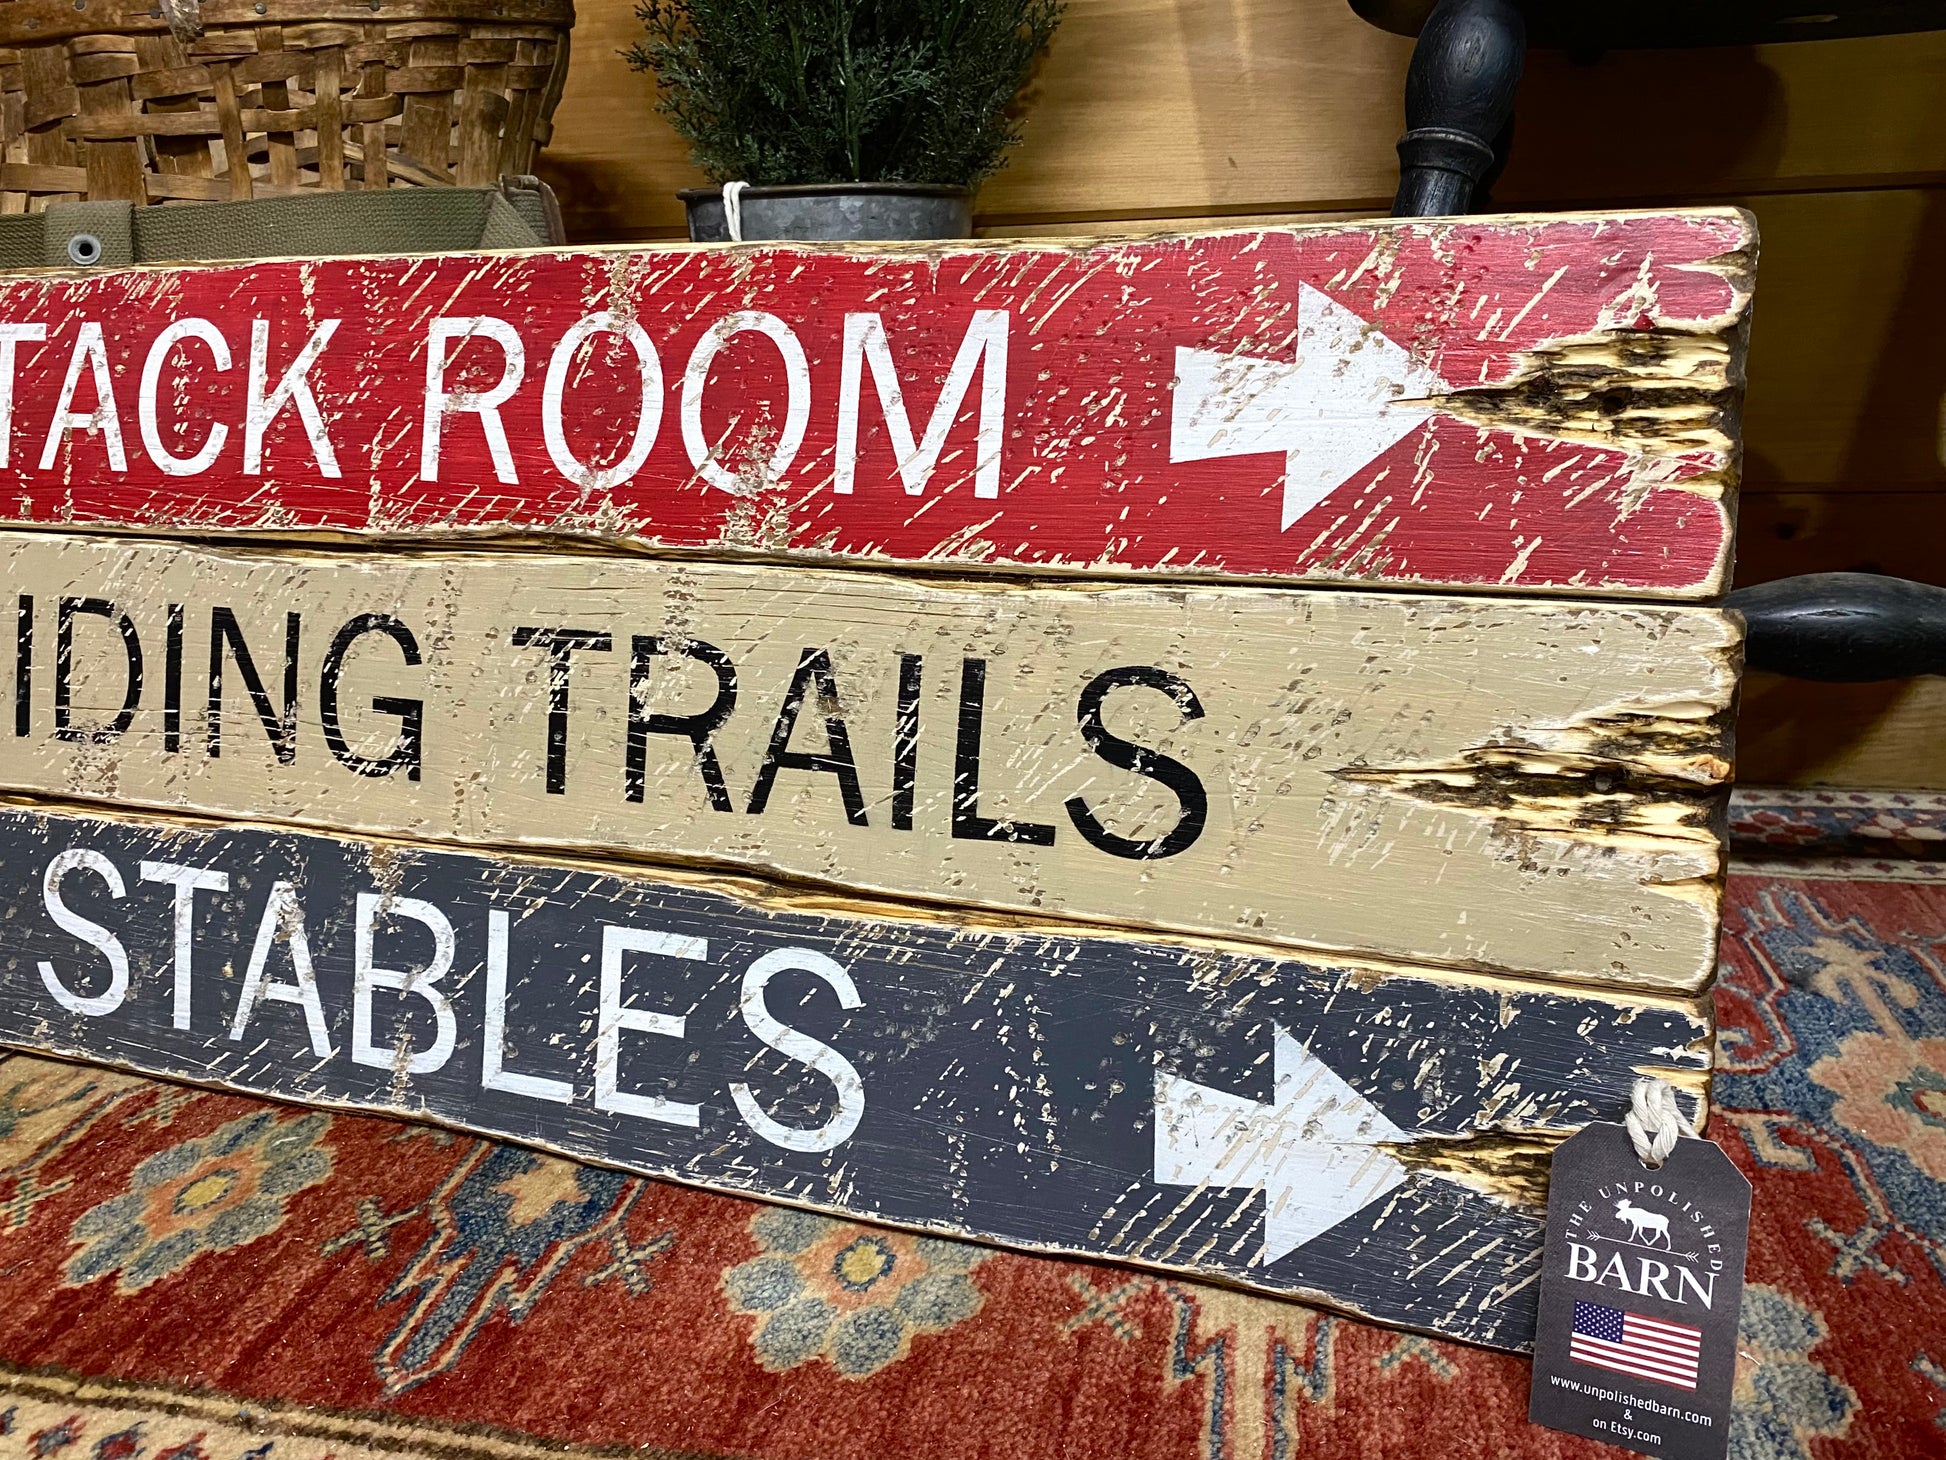 TACK ROOM
IDING TRAILS
STABLES
THE UNPOLISHED
BARN
www.unpolishedbarn.com
&
on Etsy.com